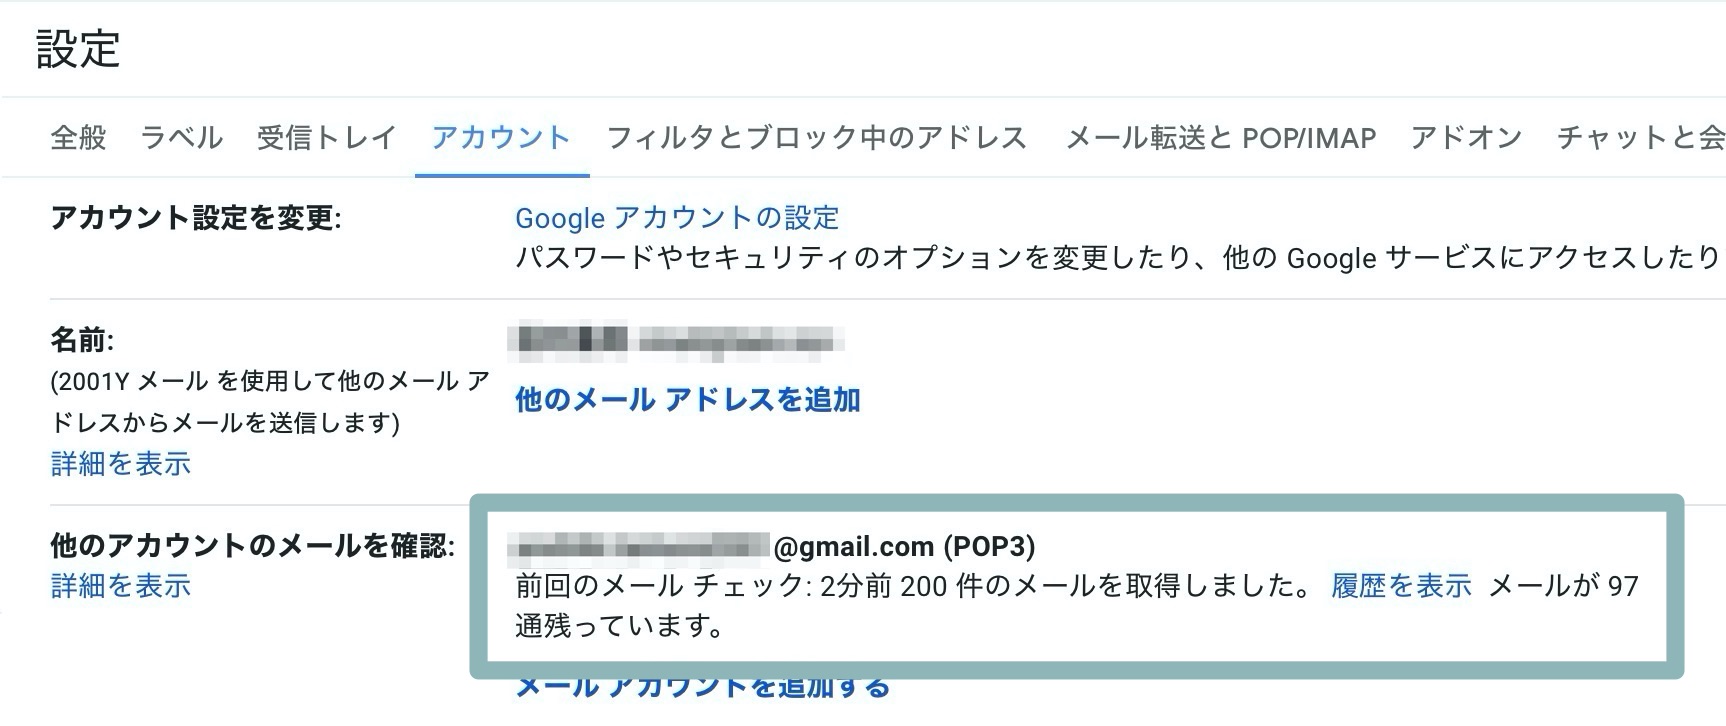 設定
全般 ラベル 受信トレイ アカウント フィルタとブロック中のアドレス メール転送と POP/IMAP アドオン チャットと会
アカウント設定を変更:
Google アカウントの設定
パスワードやセキュリティのオプションを変更したり、他の Google サービスにアクセスしたり
名前:
(2001Y メール を使用して他のメール ア
ドレスからメールを送信します)
詳細を表示
他のメール アドレスを追加
他のアカウントのメールを確認:
詳細を表示
@gmail.com (POP3)
前回のメール チェック: 2分前 200 件のメールを取得しました。 履歴を表示 メールが 97
通残っています。
メール アカウントを追加する